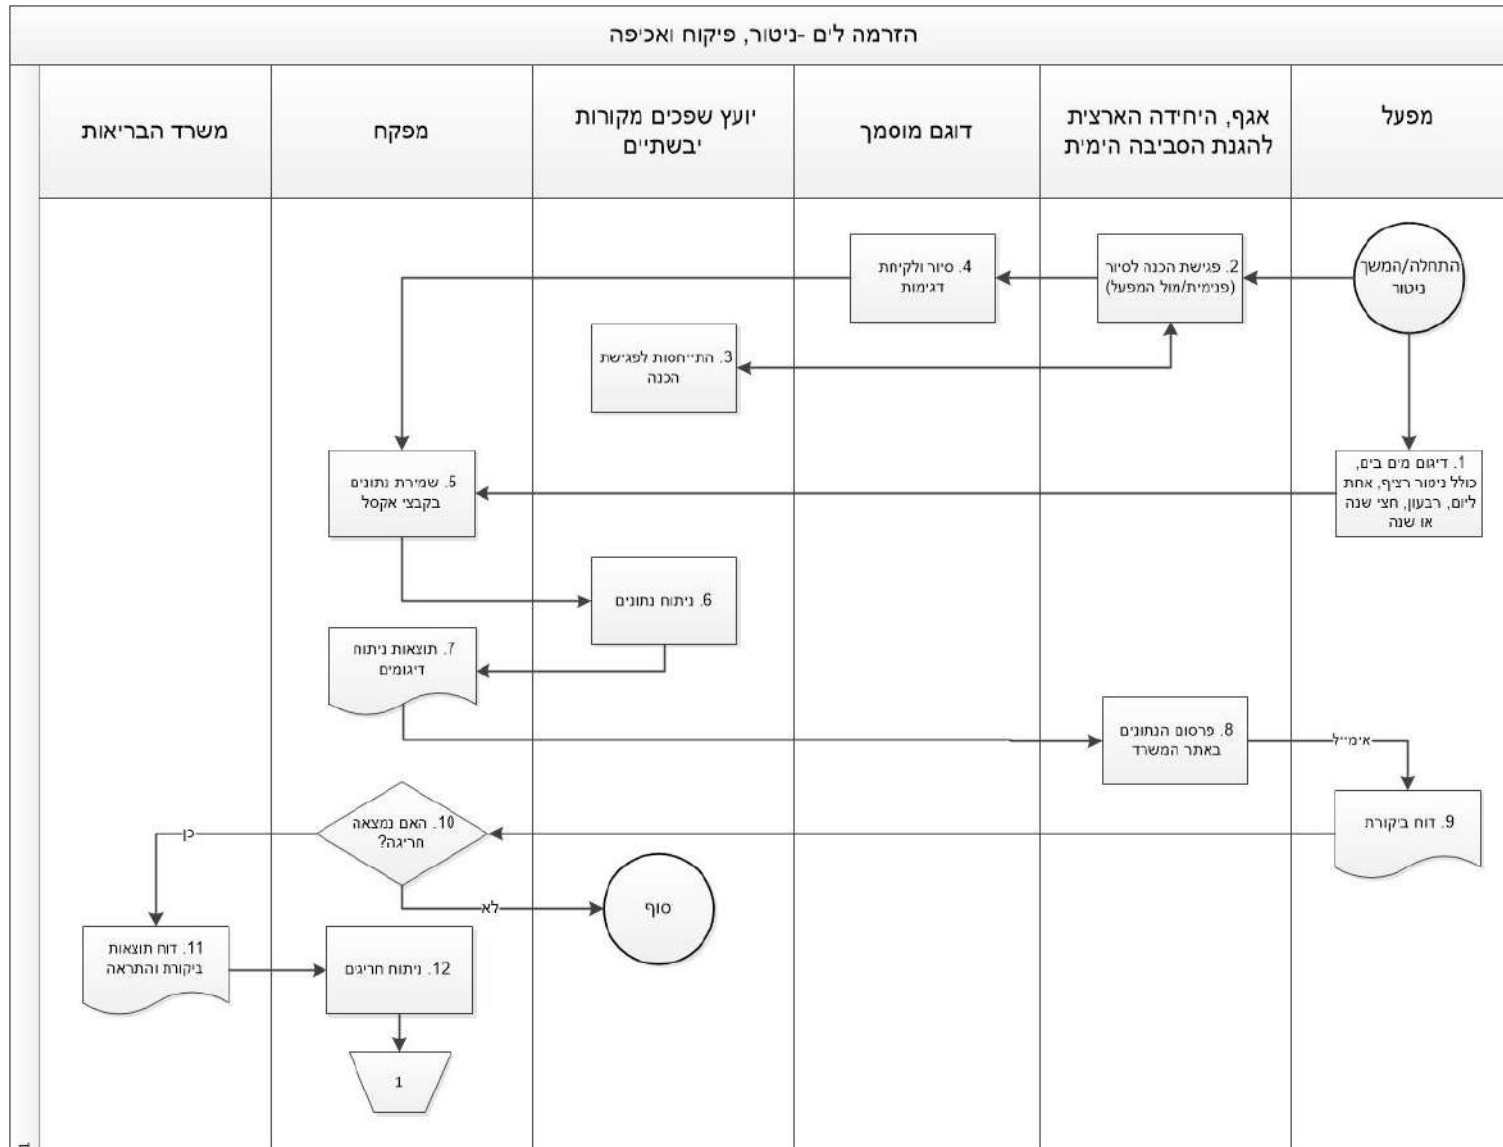 הזרמה לים -ניטור, פיקוח ואכיפה
מפעל
אגף, היחידה הארצית
להגנת הסביבה הימית
דוגם מוסמך
יועץ שפכים מקורות
יבשתיים
מפקח
משרד הבריאות
התחלה/המשך
ניטור
2. פגישת הכנה לסיור
(פנימית/מול המפעל)
4. סיור ולקיחת
דגימות
3. התייחסות לפגישת
הכנה
1. דיגום מים בים,
כולל ניטור רציף, אחת
ליום, רבעון, חצי שנה
או שנה
5. שמירת נתונים
בקבצי אקסל
6. ניתוח נתונים
7. תוצאות ניתוח
דיגומים
8. פרסום הנתונים
באתר המשרד
אימייל
9. דוח ביקורת
10. האם נמצאה
חריגה?
כן
לא
סוף
11. דוח תוצאות
ביקורת והתראה
12. ניתוח חריגים
1